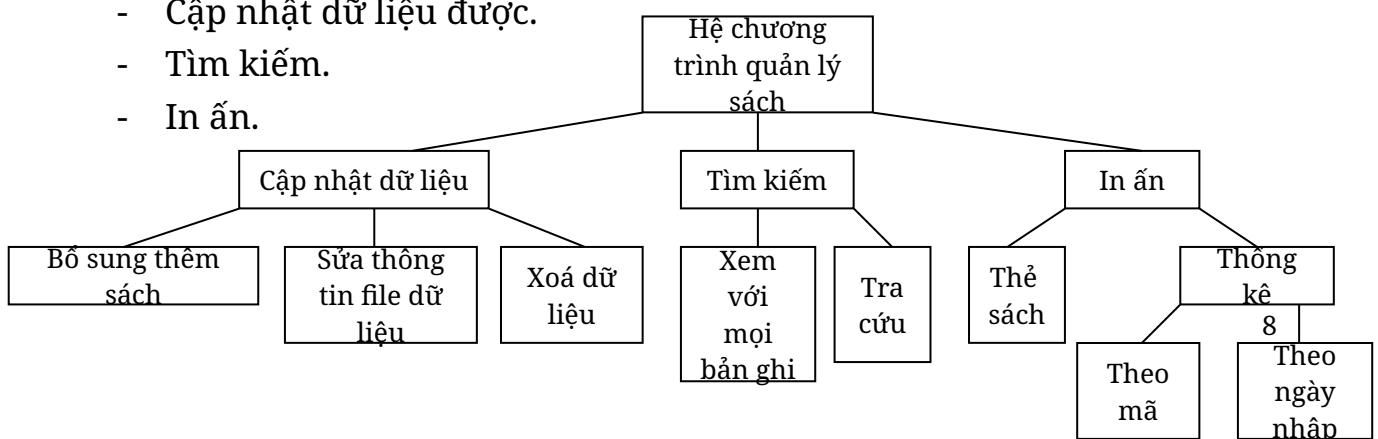 - Cập nhật dữ liệu được.
- Tìm kiếm.
- In ấn.
Hệ chương
trình quản lý
sách
Cập nhật dữ liệu
Tìm kiếm
In ấn
Bổ sung thêm
sách
Sửa thông
tin file dữ
liệu
Xoá dữ
liệu
Xem
với
mọi
bản ghi
Tra
cứu
Thẻ
sách
Thống
kê
8
Theo
mã
Theo
ngày
nhập